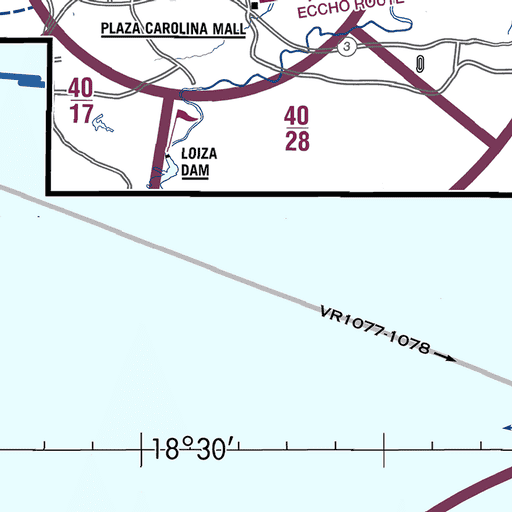 ECCHO ROUTE
PLAZA CAROLINA MALL
3
40
17
40
28
LOIZA
DAM
VR1077-1078
18°30'